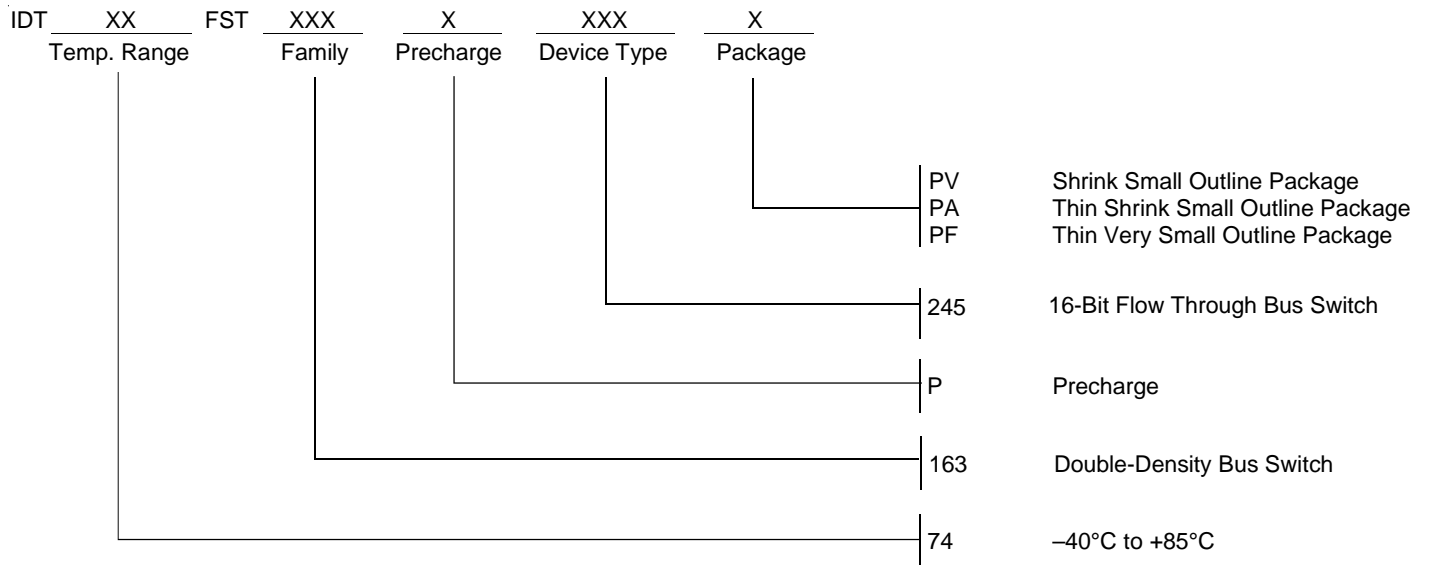 IDT XX FST XXX X XXX X
Temp. Range Family Precharge Device Type Package
PV Shrink Small Outline Package
PA Thin Shrink Small Outline Package
PF Thin Very Small Outline Package
245 16-Bit Flow Through Bus Switch
P Precharge
163 Double-Density Bus Switch
74 –40°C to +85°C